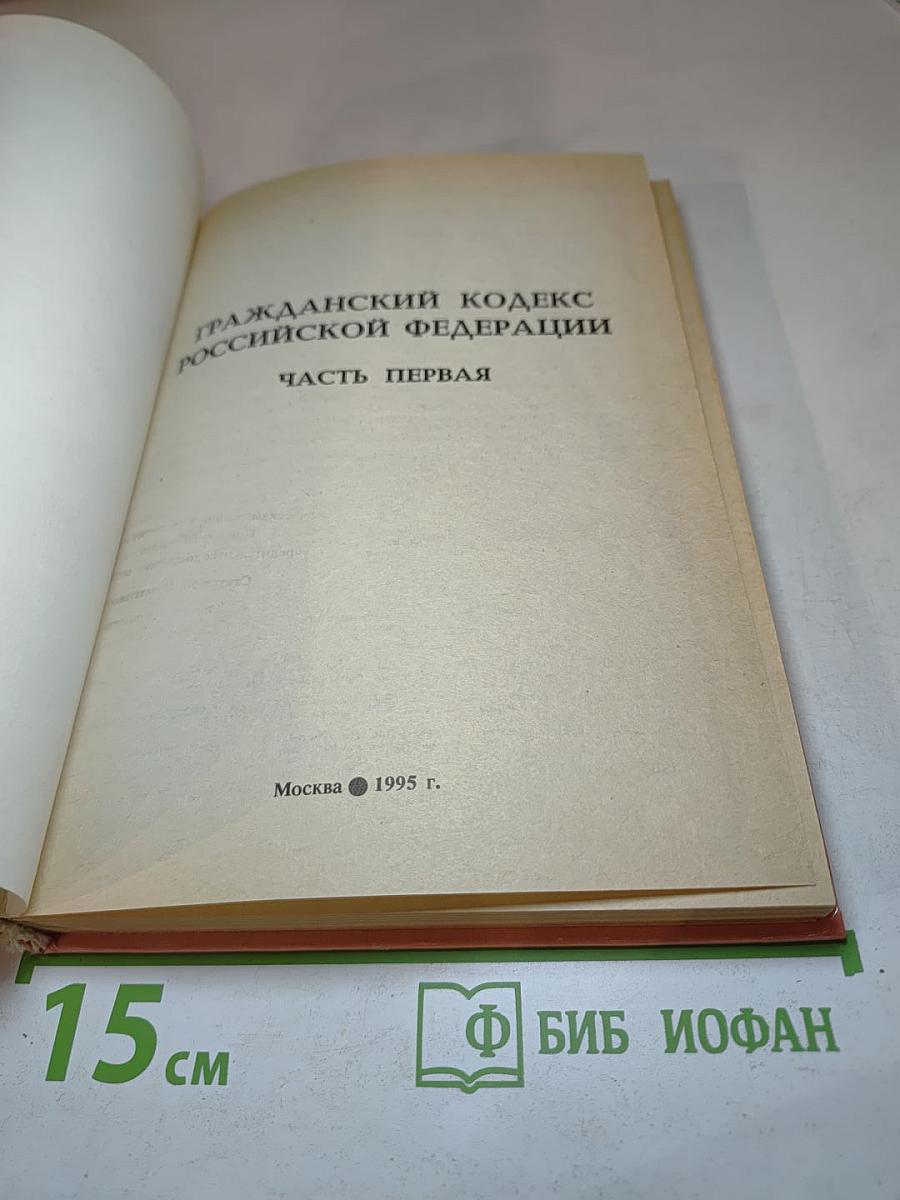 ГРАЖДАНСКИЙ КОДЕКС
РОССИЙСКОЙ ФЕДЕРАЦИИ
ЧАСТЬ ПЕРВАЯ
Москва 1995 г.
15 см
Ф БИБ ИОФАН